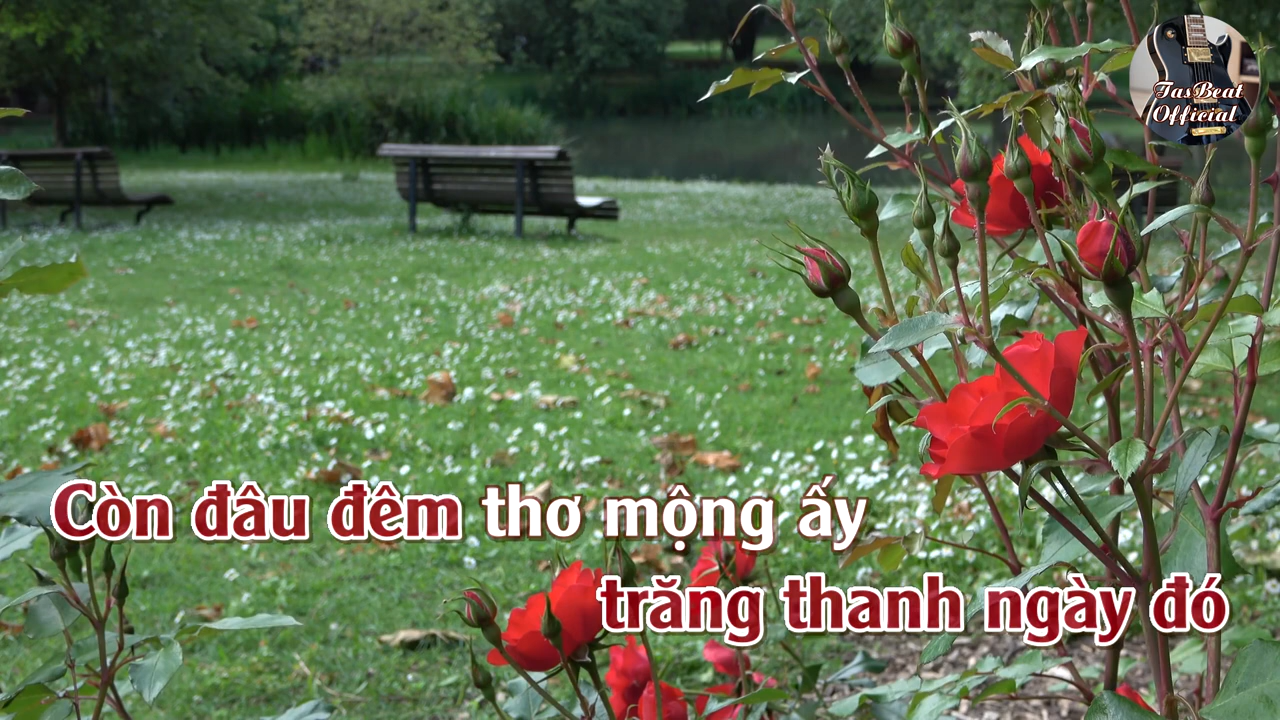 TasBeat
Official
Còn đâu đêm thơ mộng ấy
trăng thanh ngày đó